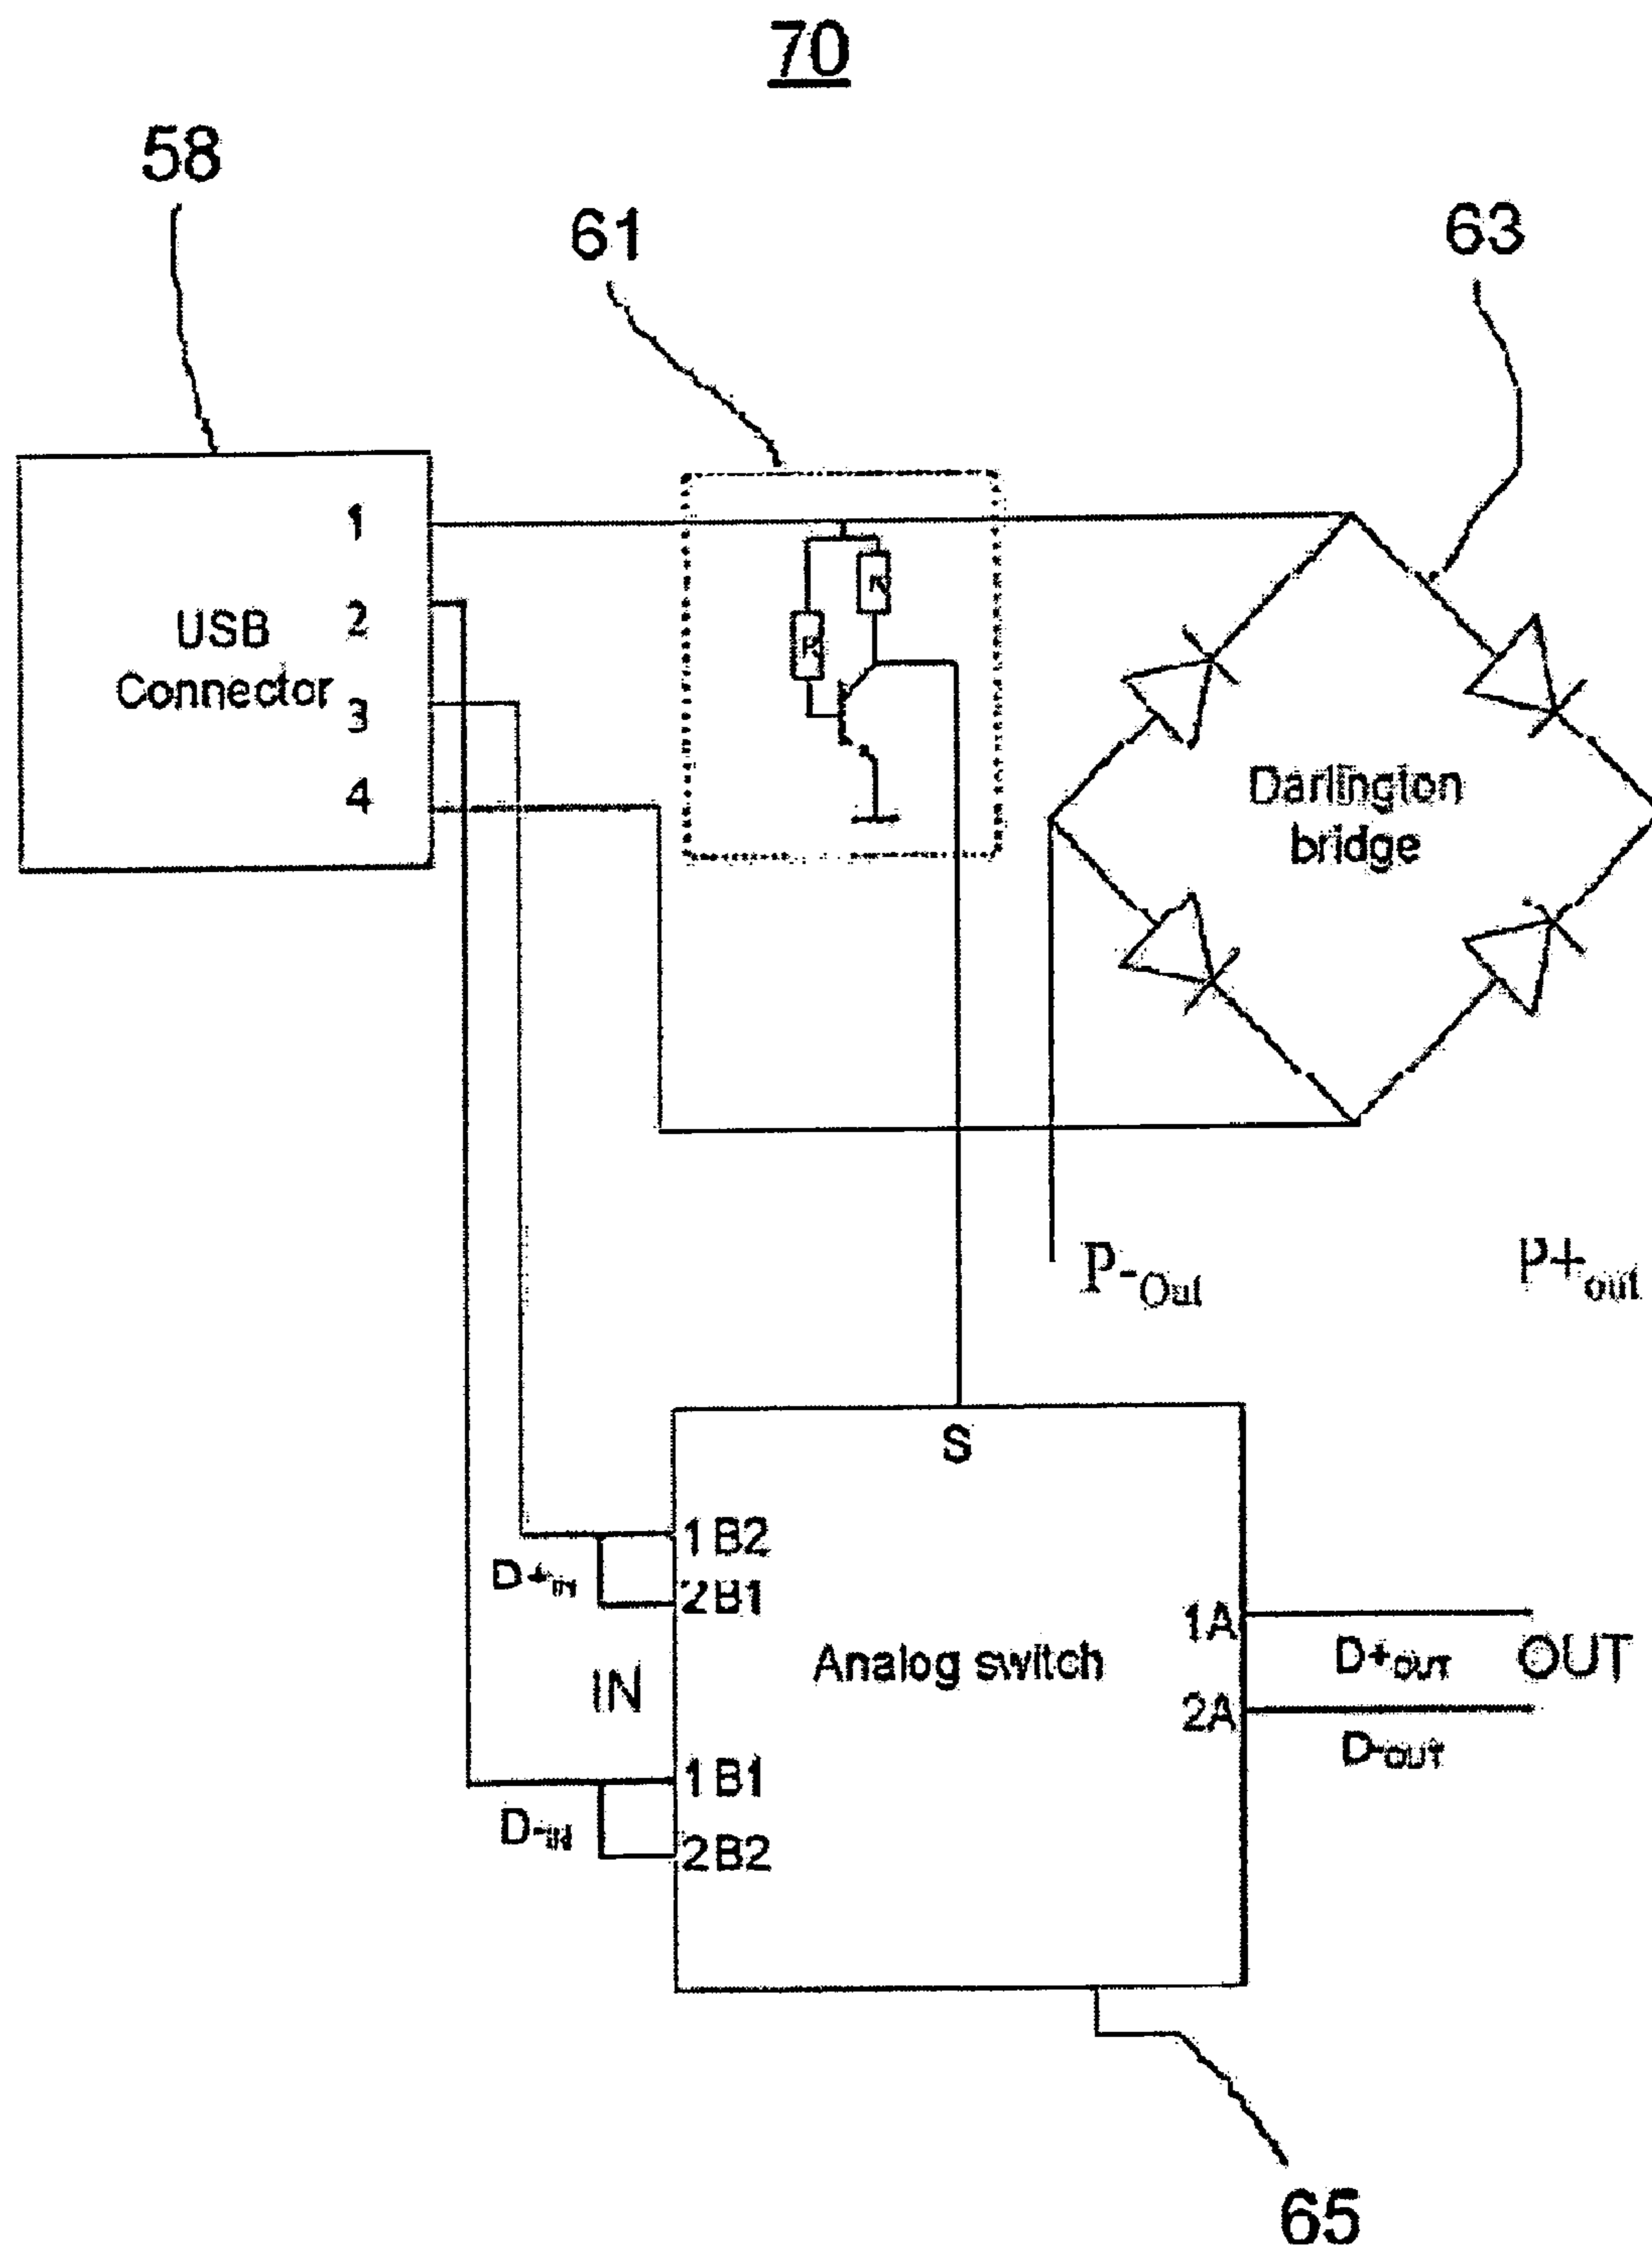 70
58
61
63
1
2
3
4
USB
Connector
R
R
Darlington
bridge
P-Out
P+out
S
1B2
2B1
D+IN
IN
1B1
2B2
D-IN
Analog switch
1A
2A
D+OUT
OUT
D-OUT
65